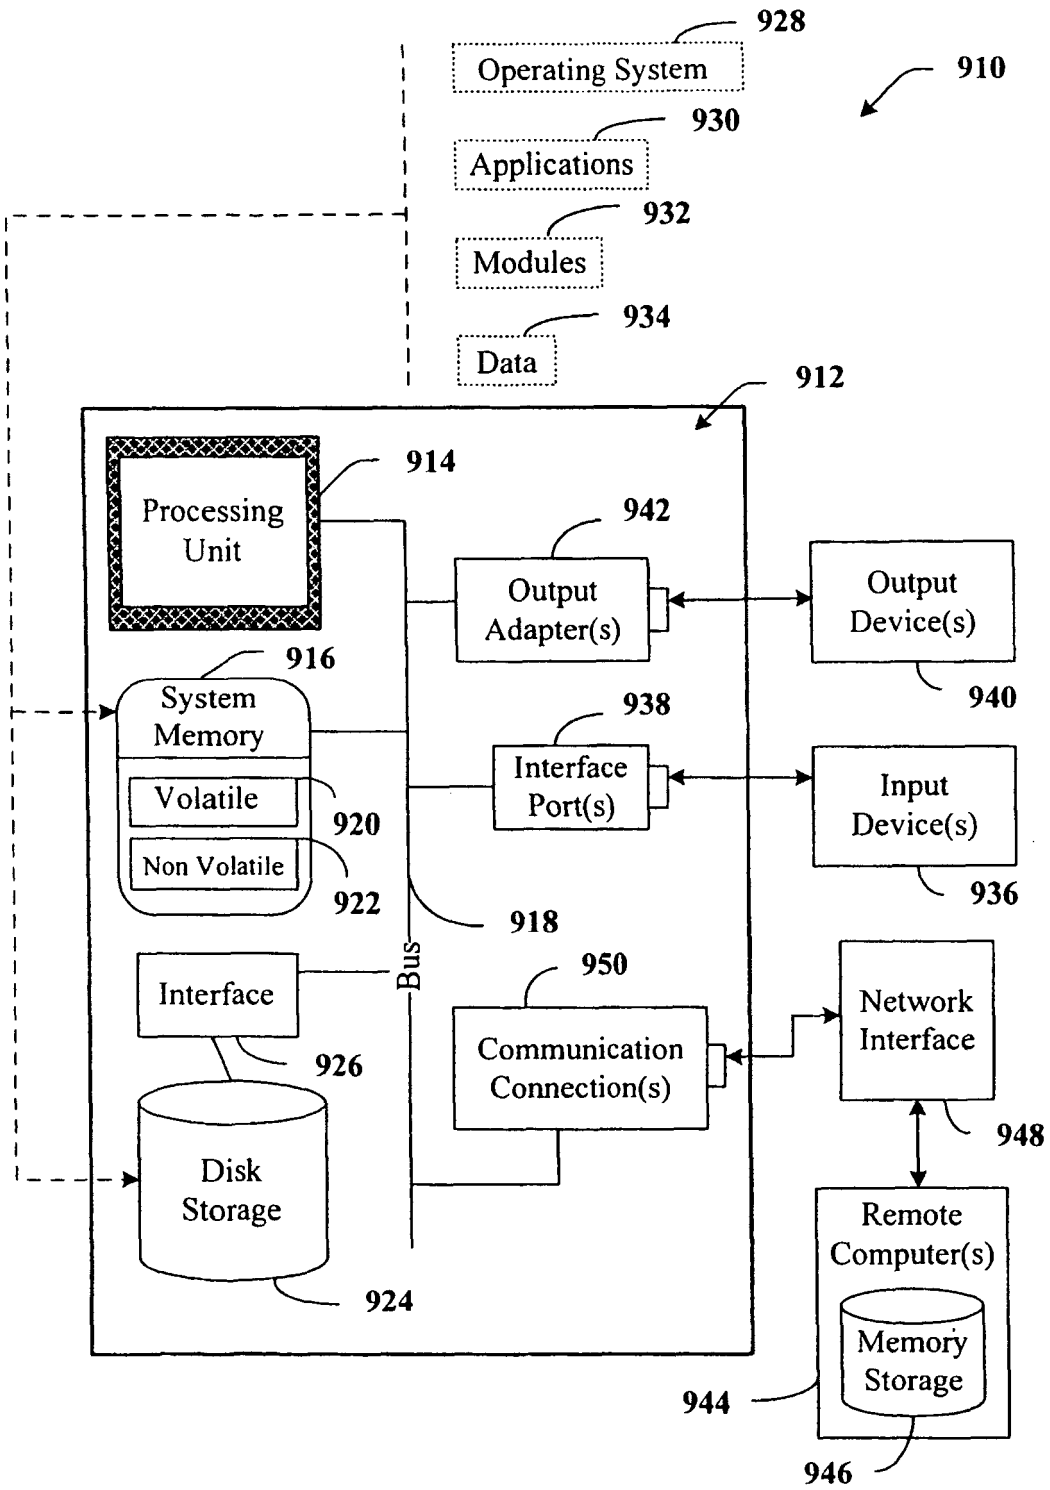 928
Operating System
910
930
Applications
932
Modules
934
Data
912
914
Processing
Unit
942
Output
Adapter(s)
Output
Device(s)
940
916
System
Memory
938
Interface
Port(s)
Input
Device(s)
936
Volatile
920
Non Volatile
922
918
Bus
Interface
926
950
Communication
Connection(s)
Network
Interface
948
Disk
Storage
924
Remote
Computer(s)
Memory
Storage
944
946